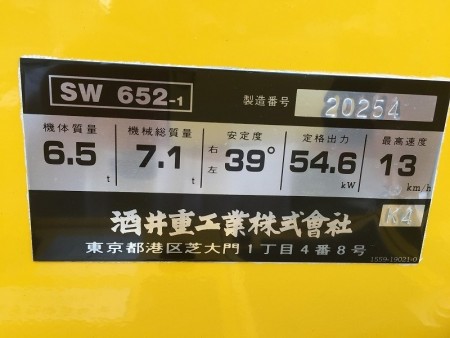 SW 652-1 製造番号 20254
機体質量 機械総質量 安定度 定格出力 最高速度
6.5 t 7.1 t 右左 39° 54.6 kW 13 km/h
酒井重工業株式會社 K4
東京都港区芝大門1丁目4番8号
1559-19021-0